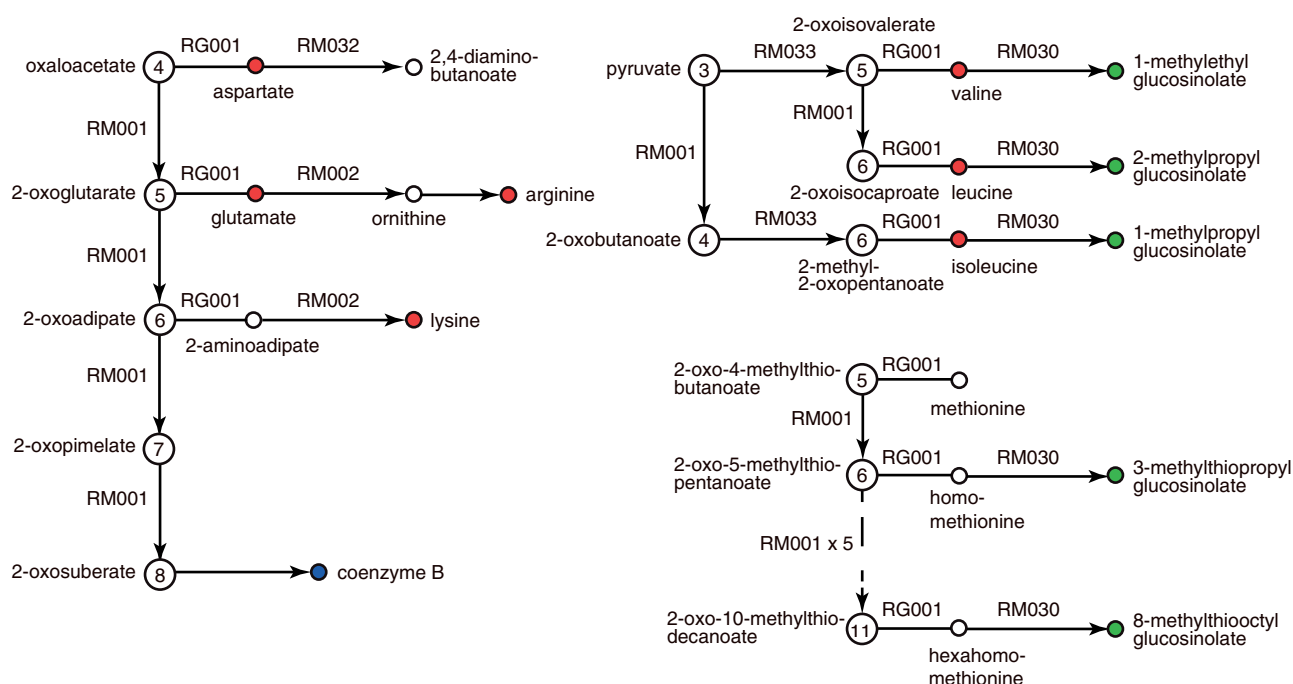 oxaloacetate 4 RG001 RM032 2,4-diamino-
butanoate
aspartate
RM001
2-oxoglutarate 5 RG001 RM002 arginine
glutamate ornithine
RM001
2-oxoadipate 6 RG001 RM002 lysine
2-aminoadipate
RM001
2-oxopimelate 7
RM001
2-oxosuberate 8 coenzyme B
2-oxoisovalerate
pyruvate 3 RM033 5 RG001 RM030 1-methylethyl
glucosinolate
valine
RM001
RM001
6 RG001 RM030 2-methylpropyl
glucosinolate
2-oxoisocaproate leucine
2-oxobutanoate 4 RM033 6 RG001 RM030 1-methylpropyl
glucosinolate
2-methyl-
2-oxopentanoate
isoleucine
2-oxo-4-methylthio-
butanoate
5 RG001
methionine
RM001
2-oxo-5-methylthio-
pentanoate
6 RG001 RM030 3-methylthiopropyl
glucosinolate
homo-
methionine
RM001 x 5
2-oxo-10-methylthio-
decanoate
11 RG001 RM030 8-methylthiooctyl
glucosinolate
hexahomo-
methionine